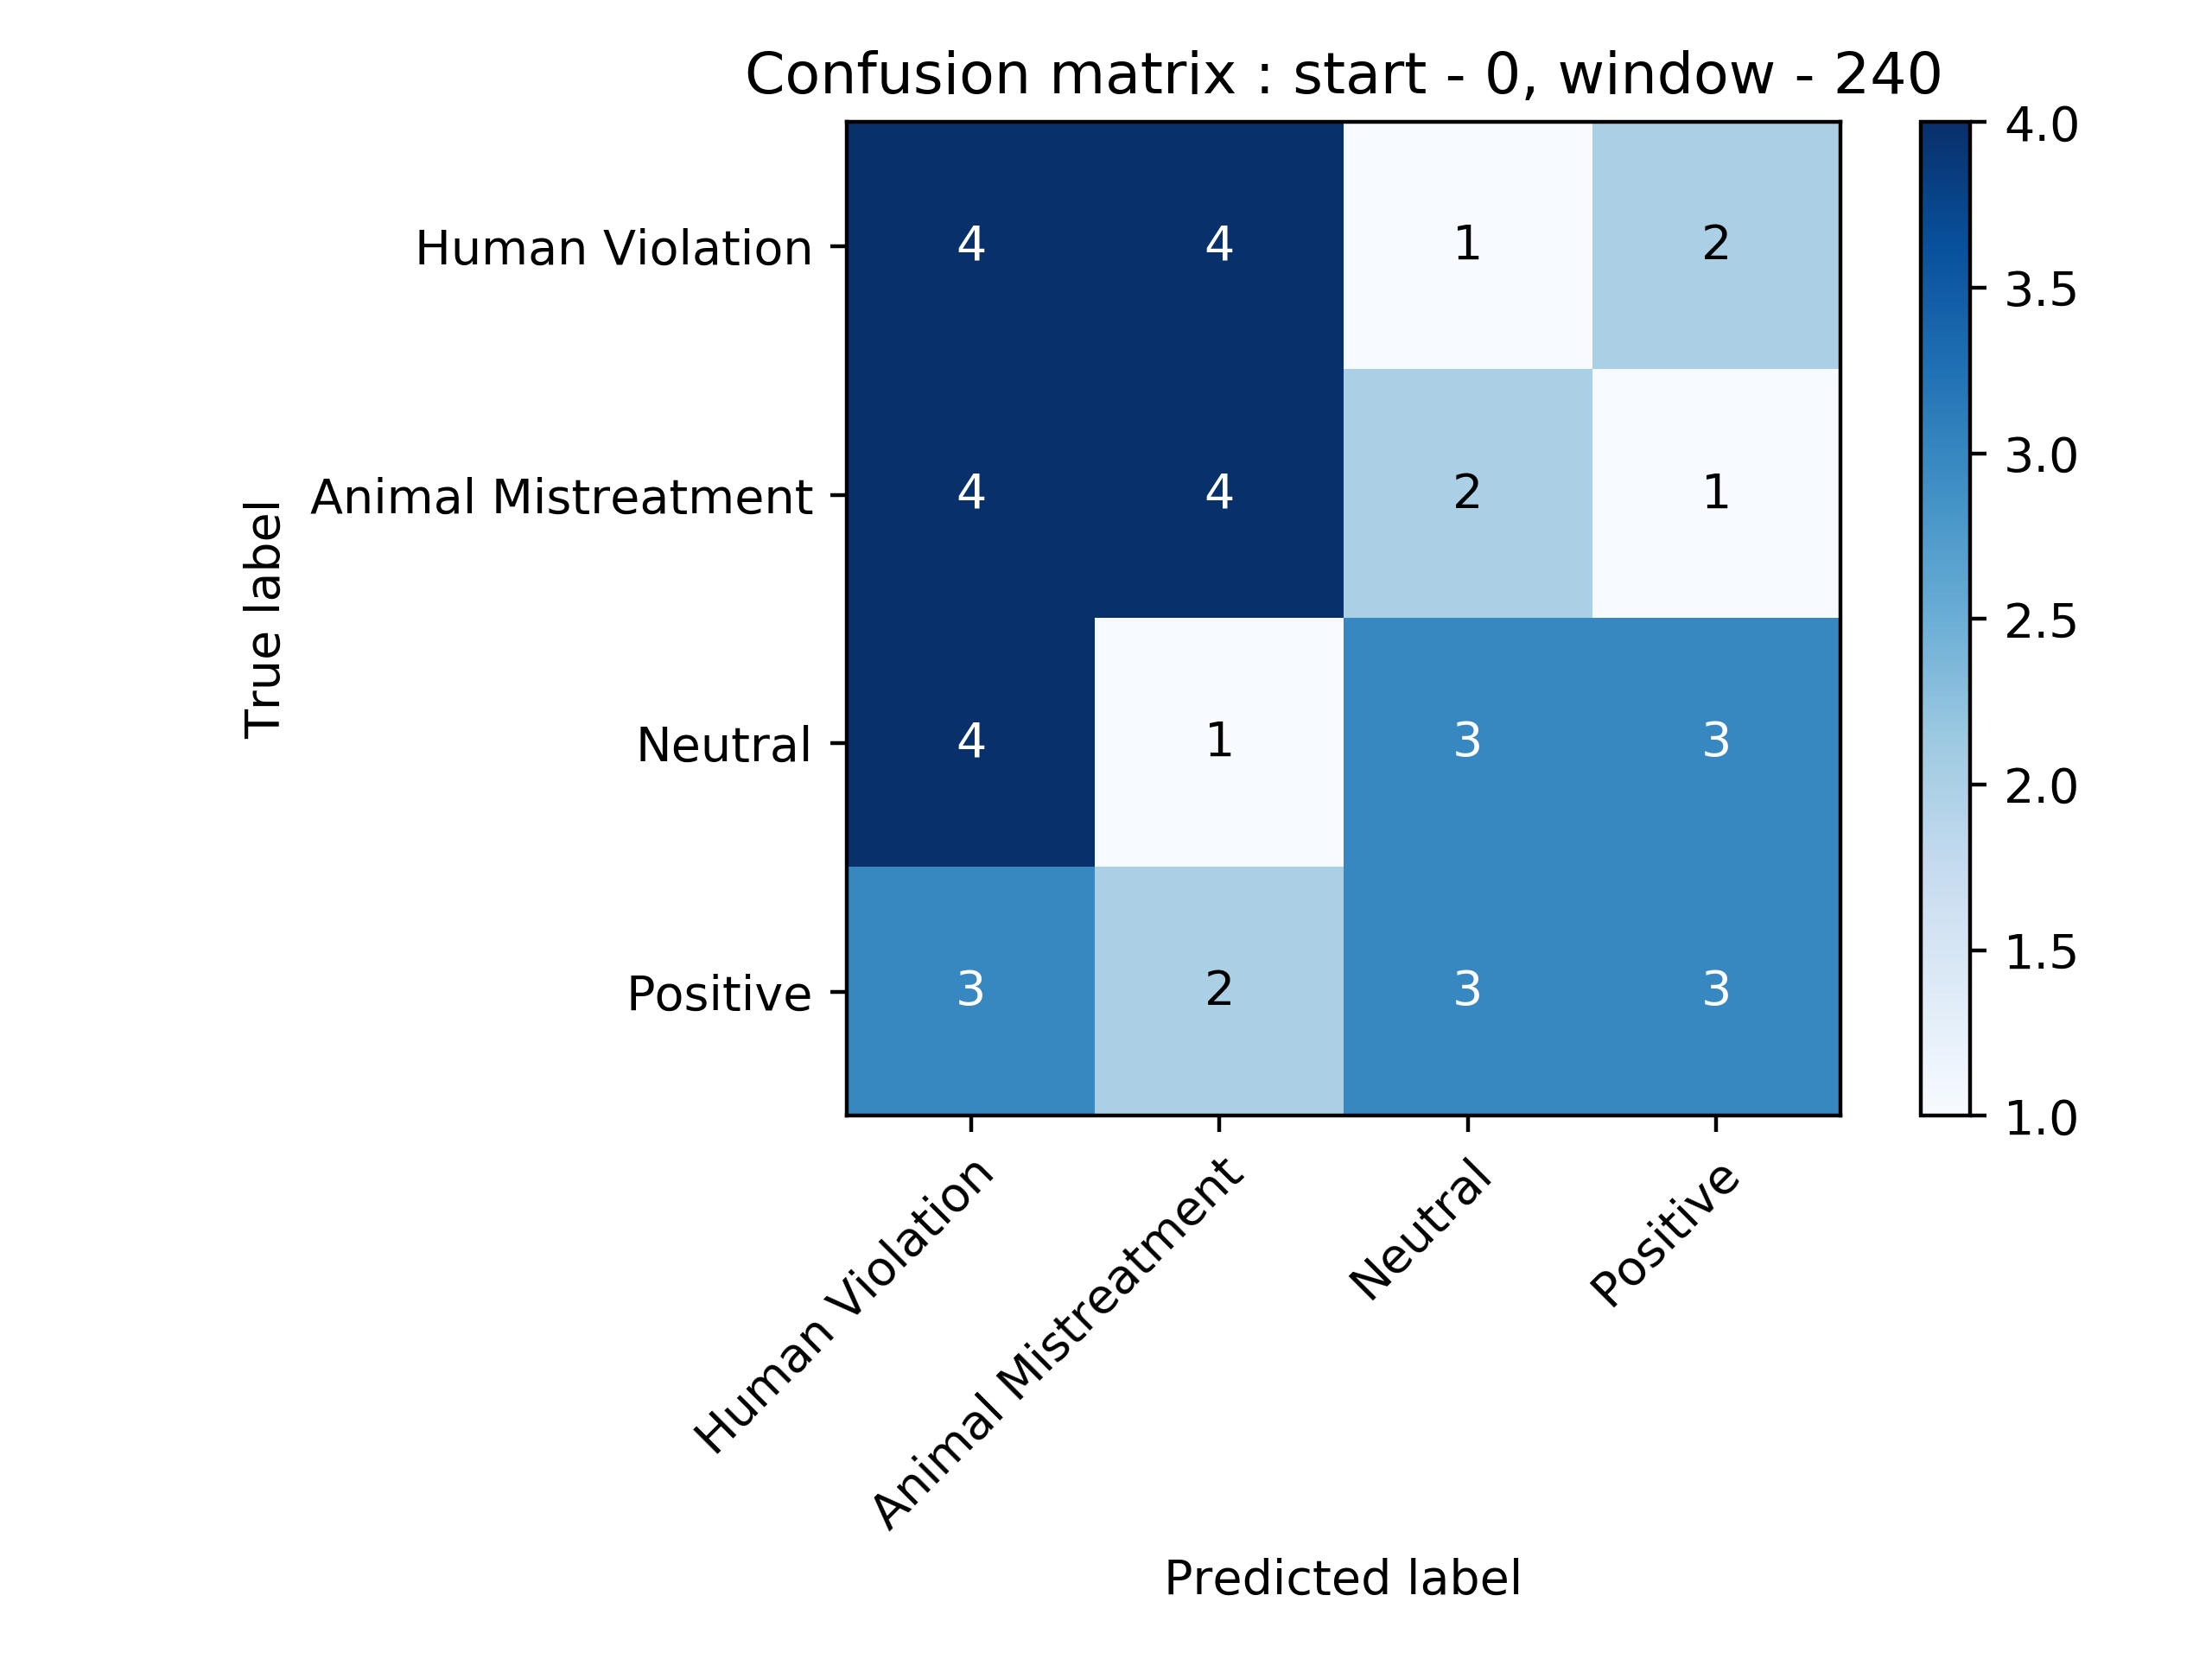 Confusion matrix : start - 0, window - 240
True label
Human Violation 4 4 1 2
Animal Mistreatment 4 4 2 1
Neutral 4 1 3 3
Positive 3 2 3 3
Human Violation
Animal Mistreatment
Neutral
Positive
Predicted label
4.0
3.5
3.0
2.5
2.0
1.5
1.0